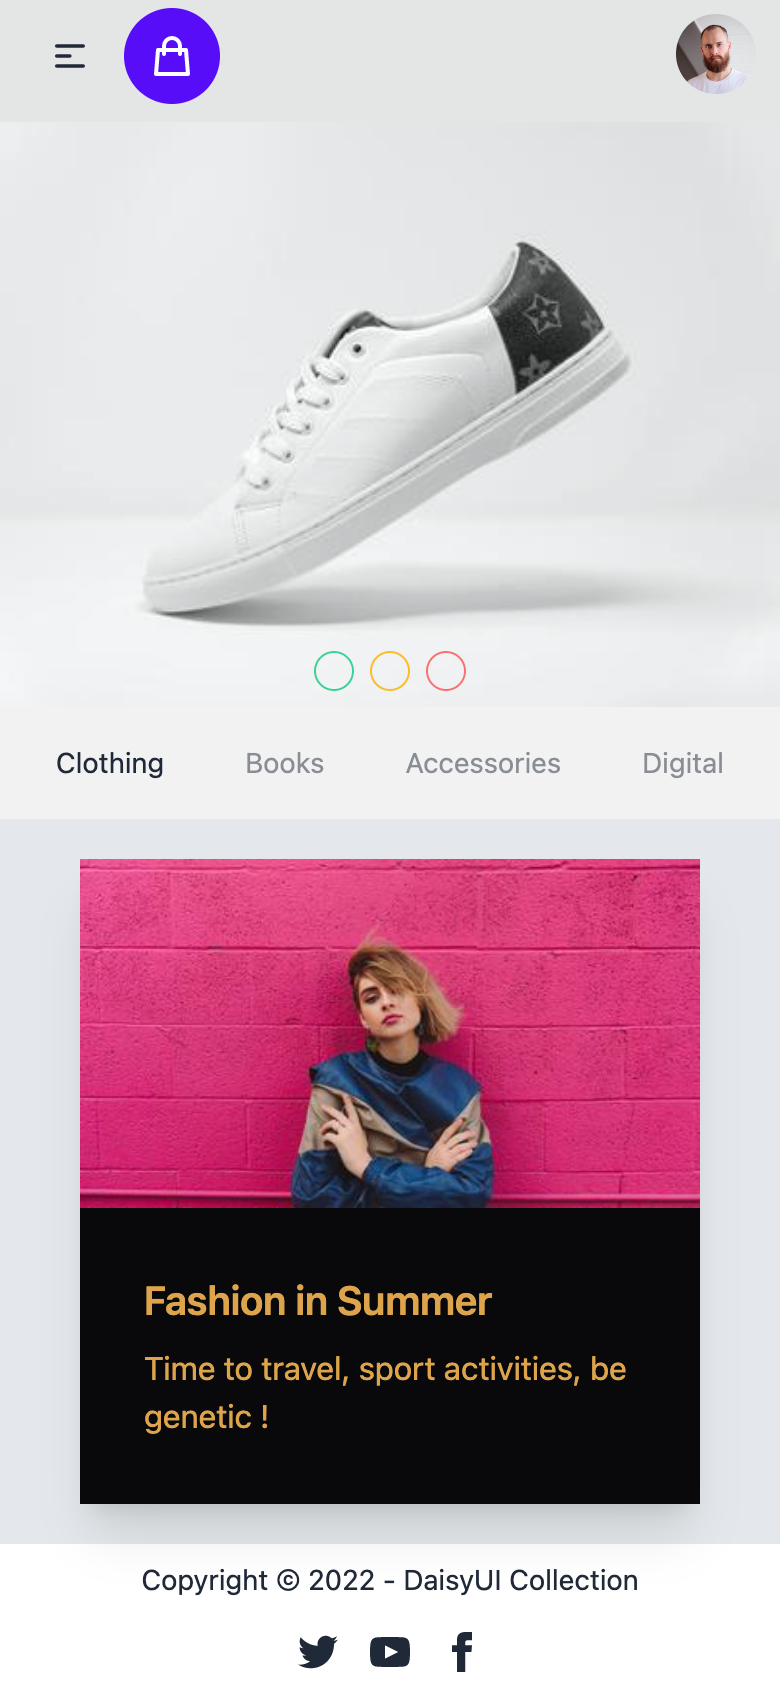 Clothing
Books
Accessories
Digital
Fashion in Summer
Time to travel, sport activities, be
genetic !
Copyright © 2022 - DaisyUI Collection